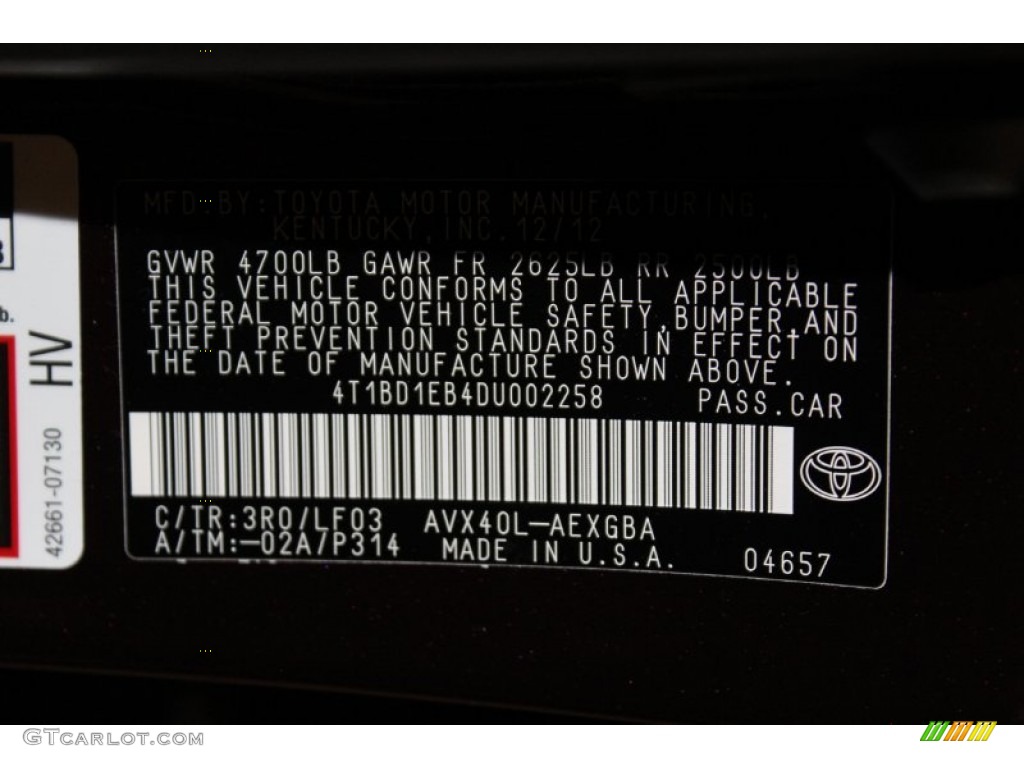 MFD.BY:TOYOTA MOTOR MANUFACTURING,
KENTUCKY,INC.12/12
GVWR 4700LB GAWR FR 2625LB RR 2500LB
THIS VEHICLE CONFORMS TO ALL APPLICABLE
FEDERAL MOTOR VEHICLE SAFETY,BUMPER,AND
THEFT PREVENTION STANDARDS IN EFFECT ON
THE DATE OF MANUFACTURE SHOWN ABOVE.
4T1BD1EB4DU002258 PASS.CAR
C/TR:3R0/LF03 AVX40L-AEXGBA
A/TM:-02A7P314 MADE IN U.S.A. 04657
HV
42661-07130
b.
GTCARLOT.COM